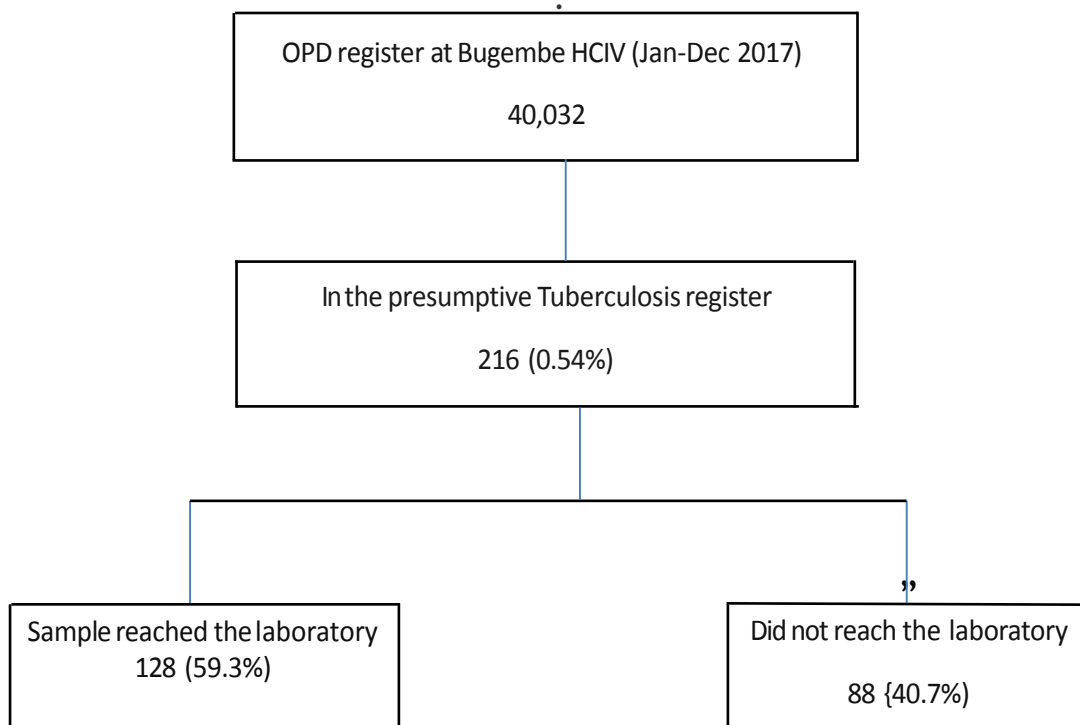 OPD register at Bugembe HCIV (Jan-Dec 2017)
40,032
In the presumptive Tuberculosis register
216 (0.54%)
„
Sample reached the laboratory
128 (59.3%)
Did not reach the laboratory
88 {40.7%)